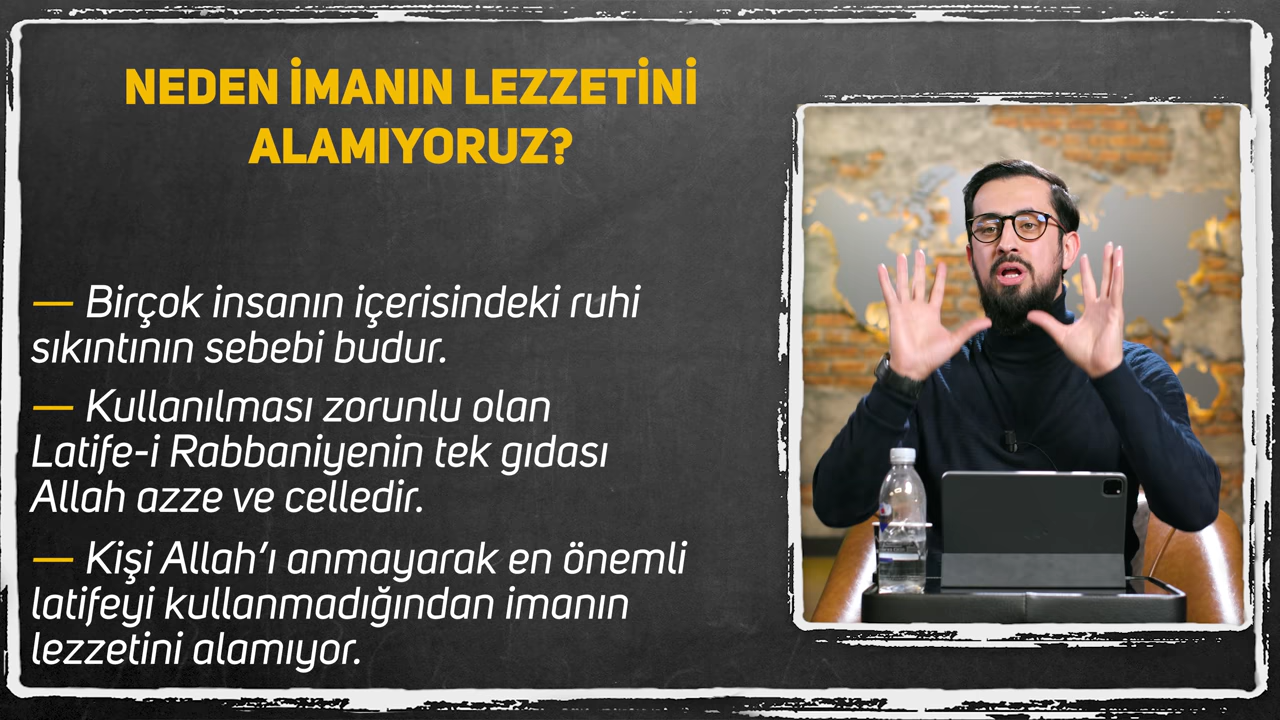 NEDEN İMANIN LEZZETİNİ
ALAMIYORUZ?
— Birçok insanın içerisindeki ruhi
sıkıntının sebebi budur.
— Kullanılması zorunlu olan
Latife-i Rabbaniyenin tek gıdası
Allah azze ve celledir.
— Kişi Allah’ı anmayarak en önemli
latifeyi kullanmadığından imanın
lezzetini alamıyor.